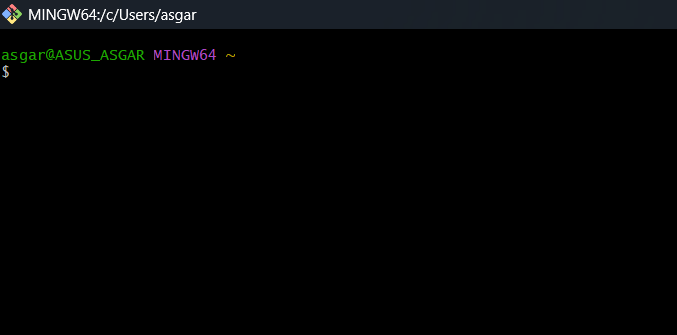 MINGW64:/c/Users/asgar
asgar@ASUS_ASGAR MINGW64 ~
$